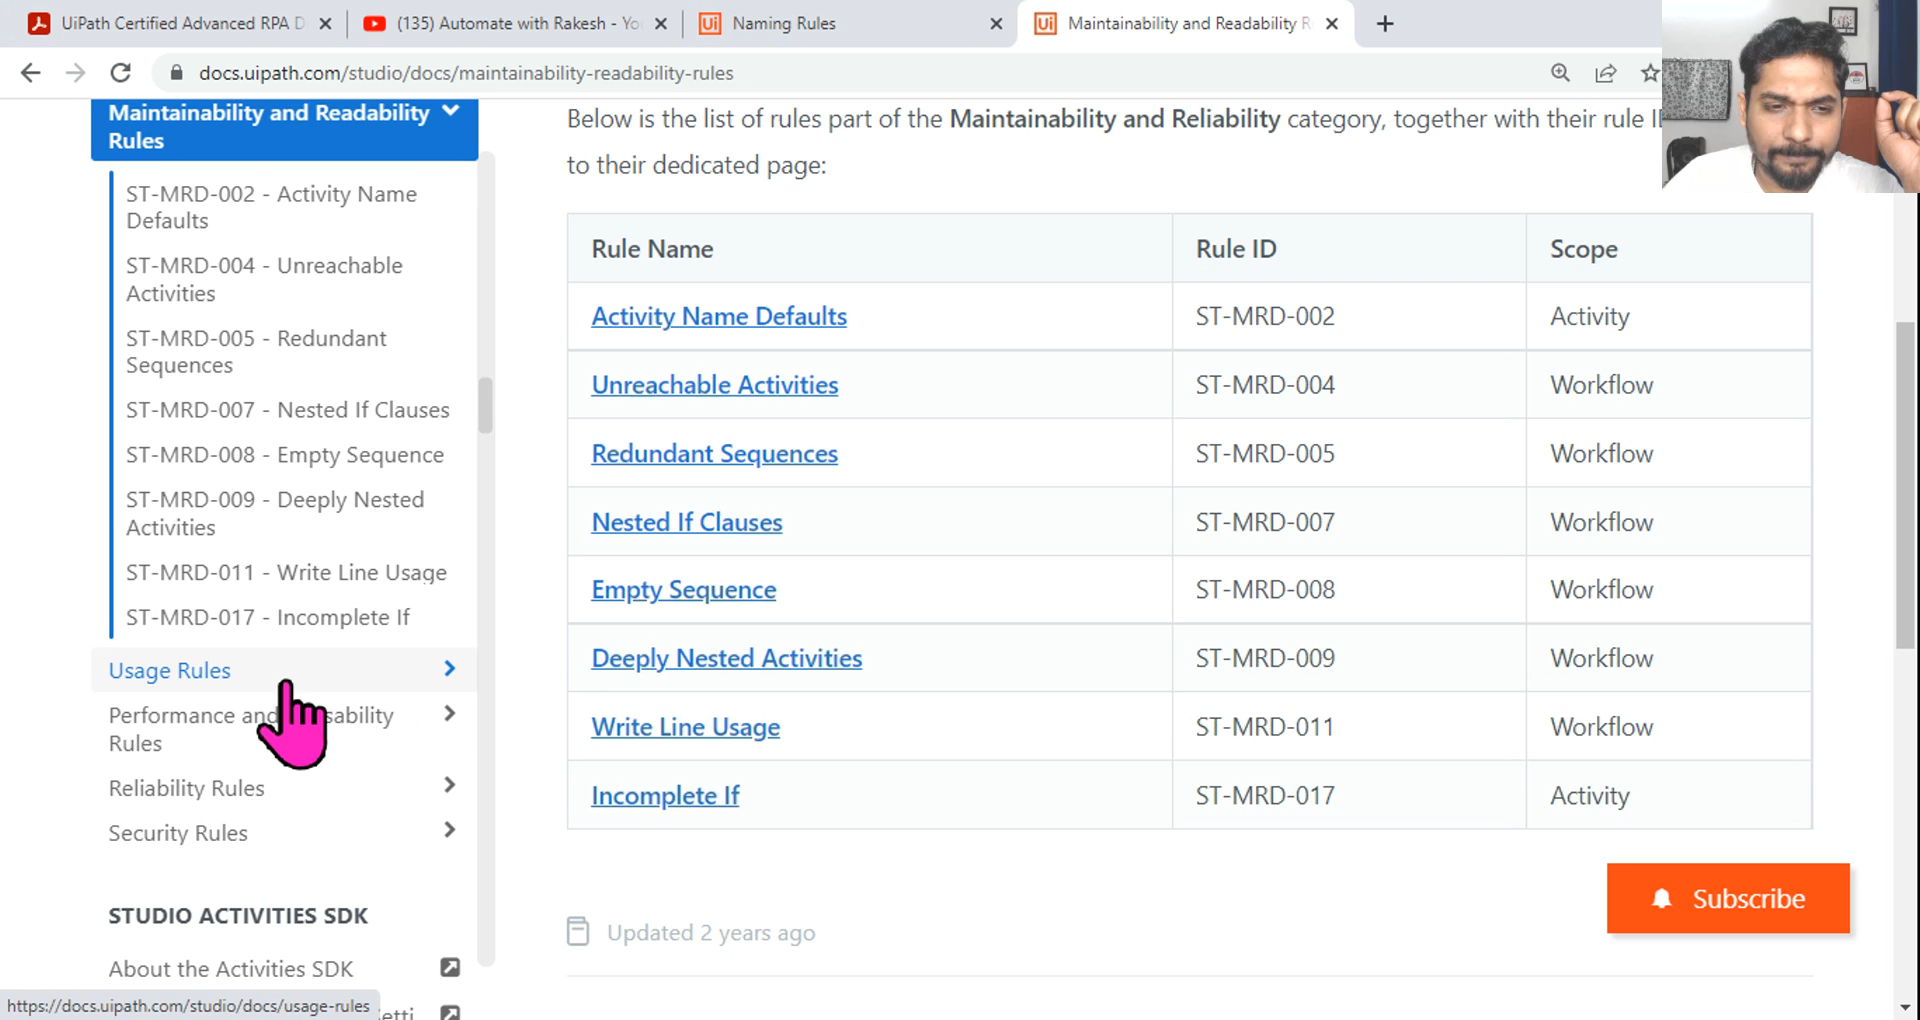 UiPath Certified Advanced RPA D
(135) Automate with Rakesh - Yo
Naming Rules
Maintainability and Readability R
docs.uipath.com/studio/docs/maintainability-readability-rules
Maintainability and Readability
Rules
ST-MRD-002 - Activity Name
Defaults
ST-MRD-004 - Unreachable
Activities
ST-MRD-005 - Redundant
Sequences
ST-MRD-007 - Nested If Clauses
ST-MRD-008 - Empty Sequence
ST-MRD-009 - Deeply Nested
Activities
ST-MRD-011 - Write Line Usage
ST-MRD-017 - Incomplete If
Usage Rules
Performance and sability
Rules
Reliability Rules
Security Rules
STUDIO ACTIVITIES SDK
About the Activities SDK
etti
https://docs.uipath.com/studio/docs/usage-rules
Below is the list of rules part of the Maintainability and Reliability category, together with their rule I
to their dedicated page:
Rule Name Rule ID Scope
Activity Name Defaults ST-MRD-002 Activity
Unreachable Activities ST-MRD-004 Workflow
Redundant Sequences ST-MRD-005 Workflow
Nested If Clauses ST-MRD-007 Workflow
Empty Sequence ST-MRD-008 Workflow
Deeply Nested Activities ST-MRD-009 Workflow
Write Line Usage ST-MRD-011 Workflow
Incomplete If ST-MRD-017 Activity
Subscribe
Updated 2 years ago